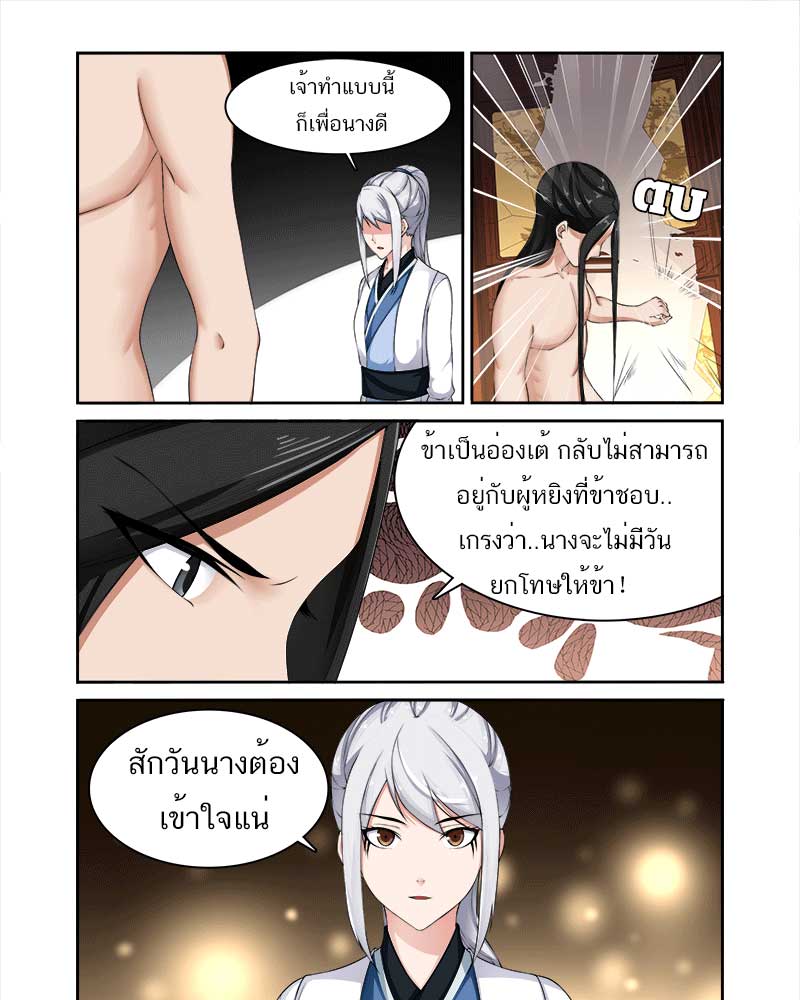 เจ้าทำแบบนี้
ก็เพื่อนางดี
ตบ
ข้าเป็นอ่องเต้ กลับไม่สามารถ
อยู่กับผู้หยิงที่ข้าชอบ..
เกรงว่า..นางจะไม่มีวัน
ยกโทษให้ข้า!
สักวันนางต้อง
เข้าใจแน่